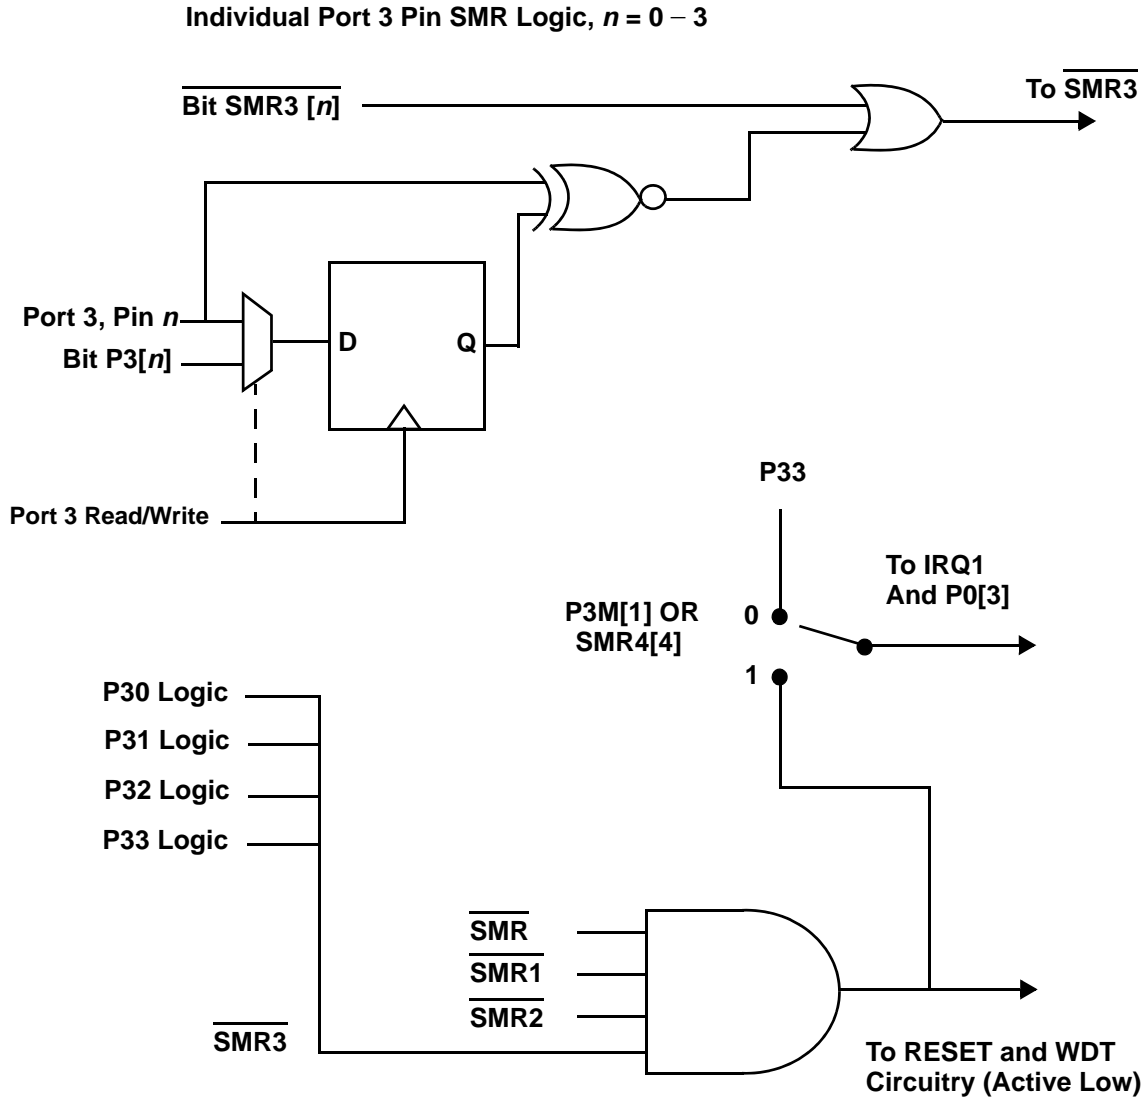 Individual Port 3 Pin SMR Logic, n = 0 – 3
Bit SMR3 [n]
To SMR3
Port 3, Pin n
Bit P3[n]
D
Q
Port 3 Read/Write
P33
To IRQ1
And P0[3]
P3M[1] OR
SMR4[4]
0
1
P30 Logic
P31 Logic
P32 Logic
P33 Logic
SMR
SMR1
SMR2
SMR3
To RESET and WDT
Circuitry (Active Low)